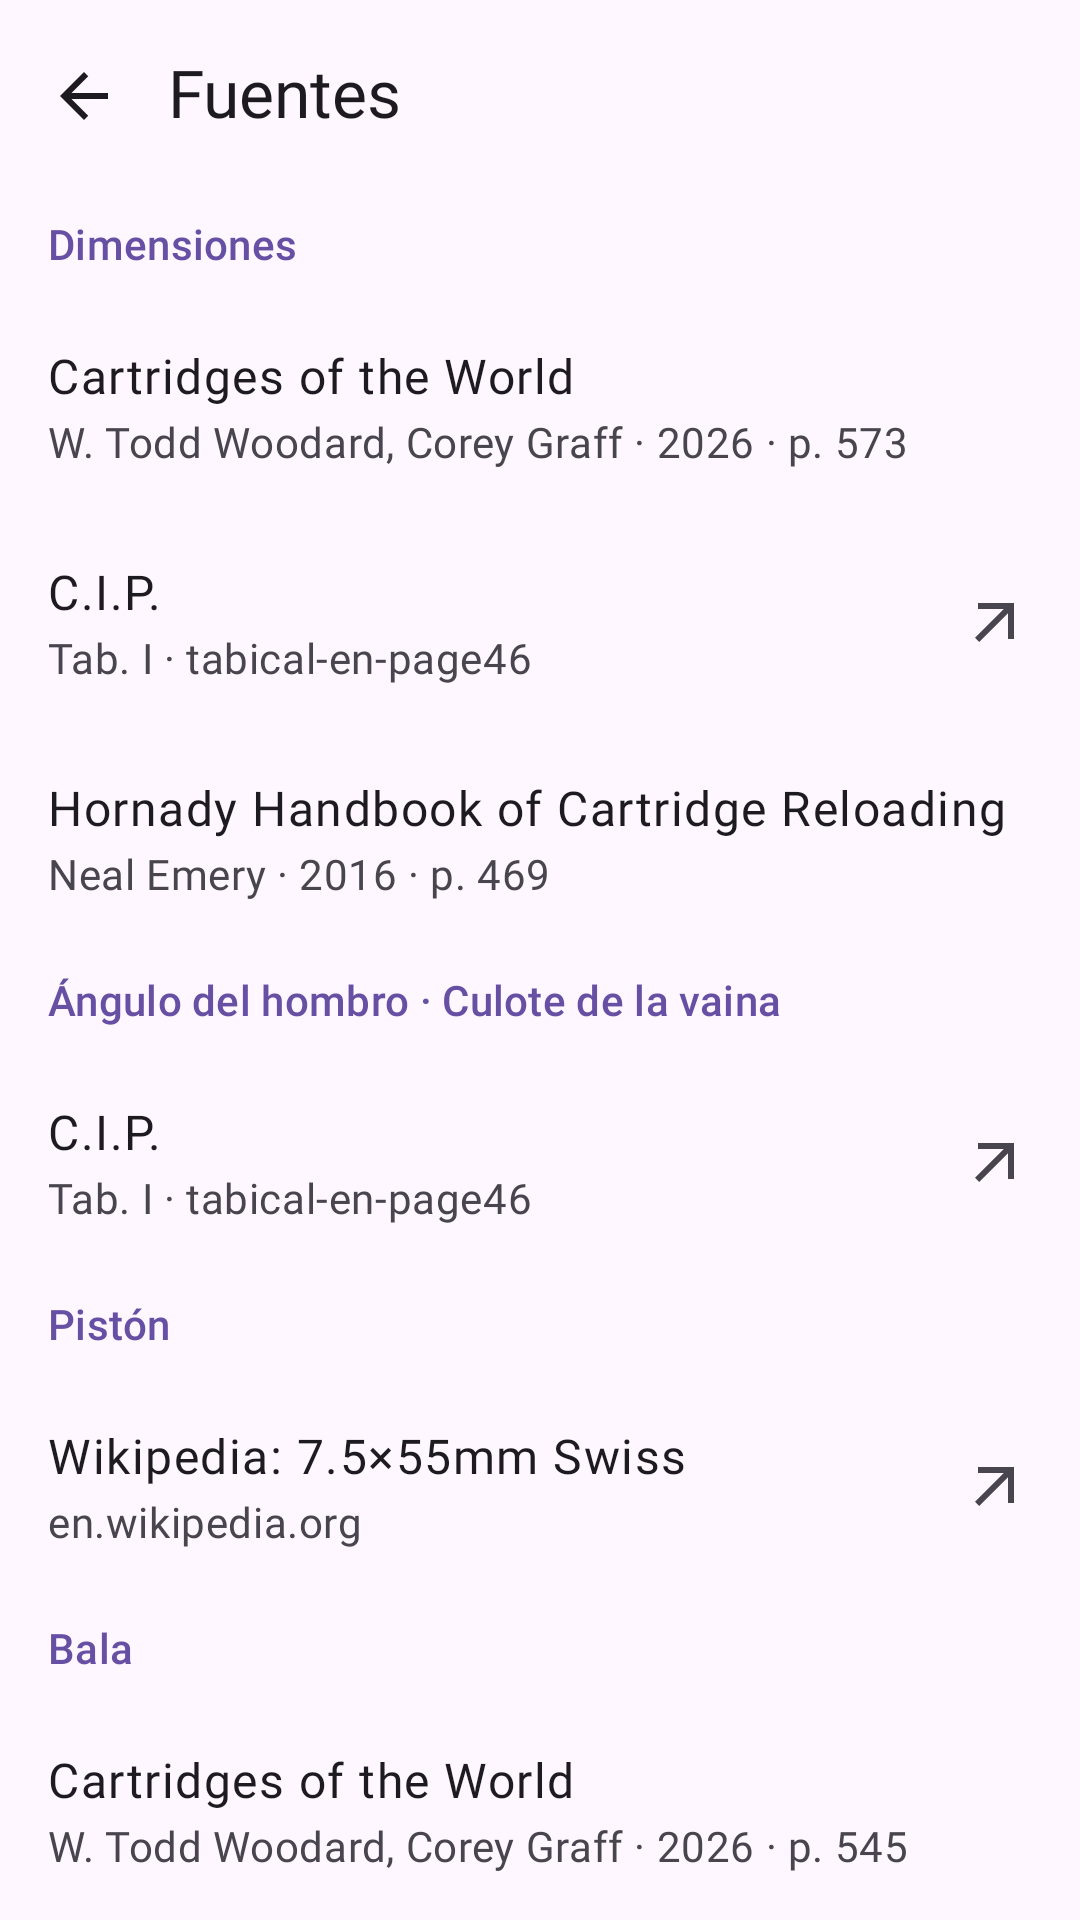 Fuentes
Dimensiones
Cartridges of the World
W. Todd Woodard, Corey Graff · 2026 · p. 573
C.I.P.
Tab. I · tabical-en-page46
Hornady Handbook of Cartridge Reloading
Neal Emery · 2016 · p. 469
Ángulo del hombro · Culote de la vaina
C.I.P.
Tab. I · tabical-en-page46
Pistón
Wikipedia: 7.5×55mm Swiss
en.wikipedia.org
Bala
Cartridges of the World
W. Todd Woodard, Corey Graff · 2026 · p. 545